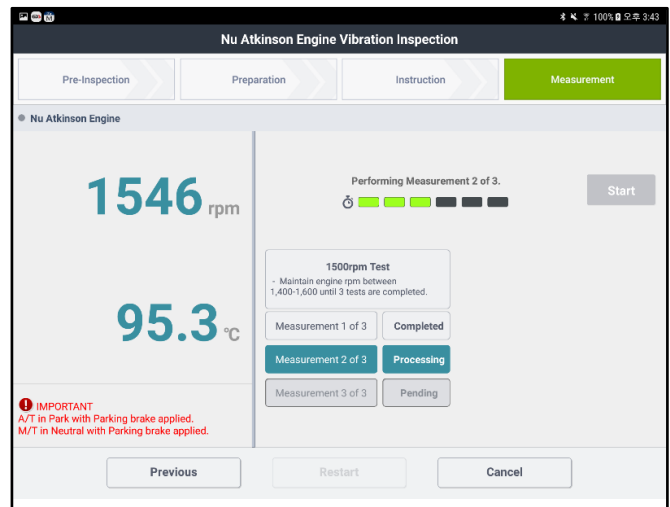 100% 오후 3:43
Nu Atkinson Engine Vibration Inspection
Pre-Inspection
Preparation
Instruction
Measurement
Nu Atkinson Engine
1546 rpm
95.3 °C
IMPORTANT
A/T in Park with Parking brake applied.
M/T in Neutral with Parking brake applied.
Performing Measurement 2 of 3.
Start
1500rpm Test
- Maintain engine rpm between
1,400-1,600 until 3 tests are completed.
Measurement 1 of 3 Completed
Measurement 2 of 3 Processing
Measurement 3 of 3 Pending
Previous
Restart
Cancel